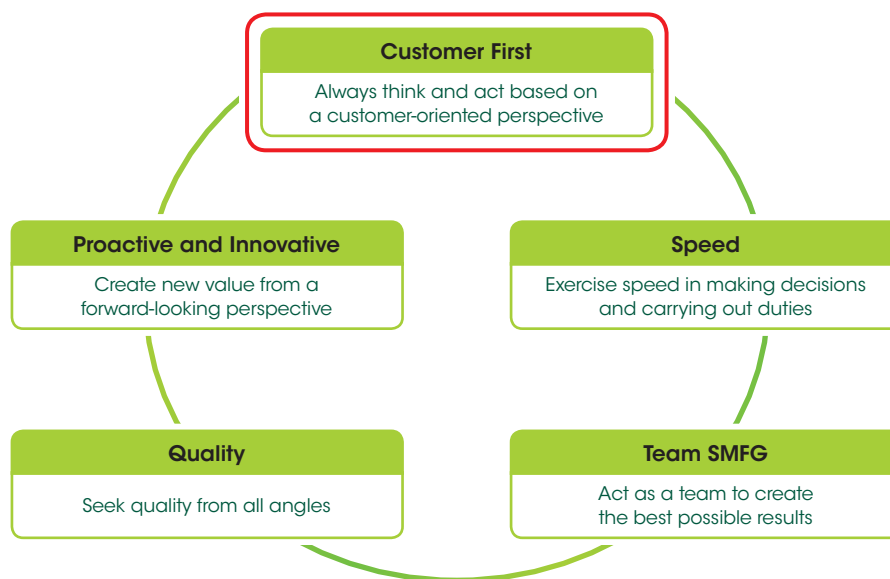 Customer First
Always think and act based on
a customer-oriented perspective
Proactive and Innovative
Create new value from a
forward-looking perspective
Speed
Exercise speed in making decisions
and carrying out duties
Quality
Seek quality from all angles
Team SMFG
Act as a team to create
the best possible results